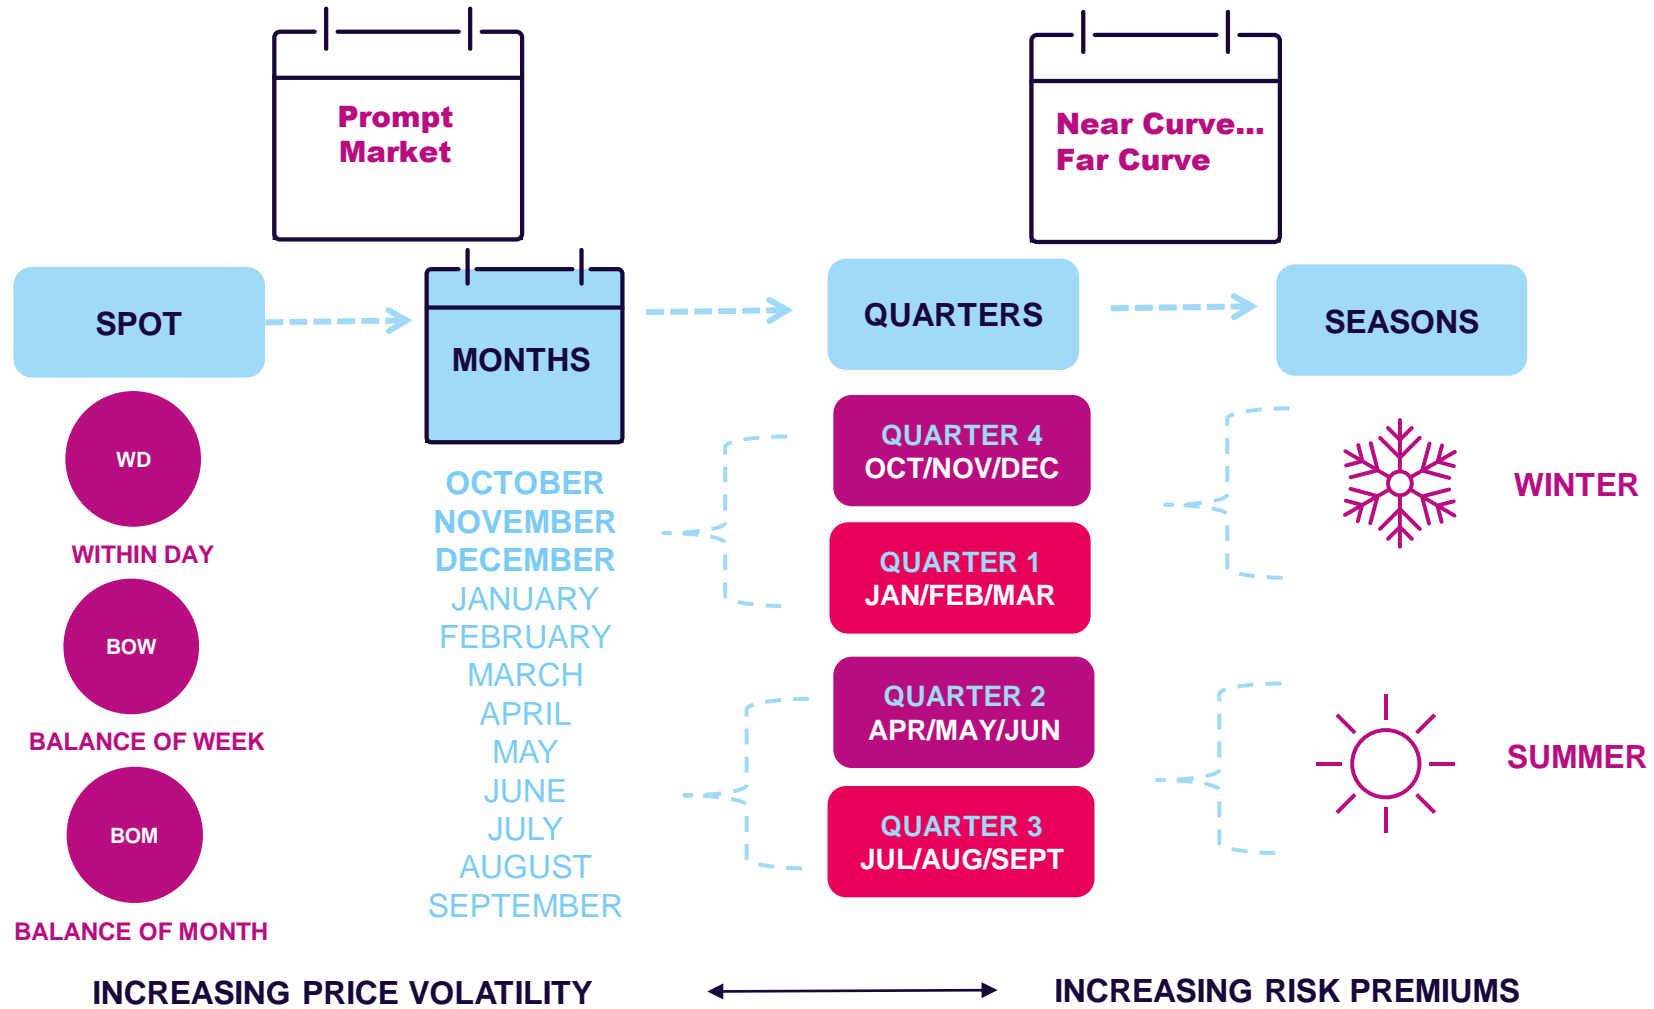 Prompt
Market
Near Curve...
Far Curve
SPOT
MONTHS
QUARTERS
SEASONS
WD
WITHIN DAY
BOW
BALANCE OF WEEK
BOM
BALANCE OF MONTH
OCTOBER
NOVEMBER
DECEMBER
JANUARY
FEBRUARY
MARCH
APRIL
MAY
JUNE
JULY
AUGUST
SEPTEMBER
QUARTER 4
OCT/NOV/DEC
QUARTER 1
JAN/FEB/MAR
QUARTER 2
APR/MAY/JUN
QUARTER 3
JUL/AUG/SEPT
WINTER
SUMMER
INCREASING PRICE VOLATILITY
INCREASING RISK PREMIUMS